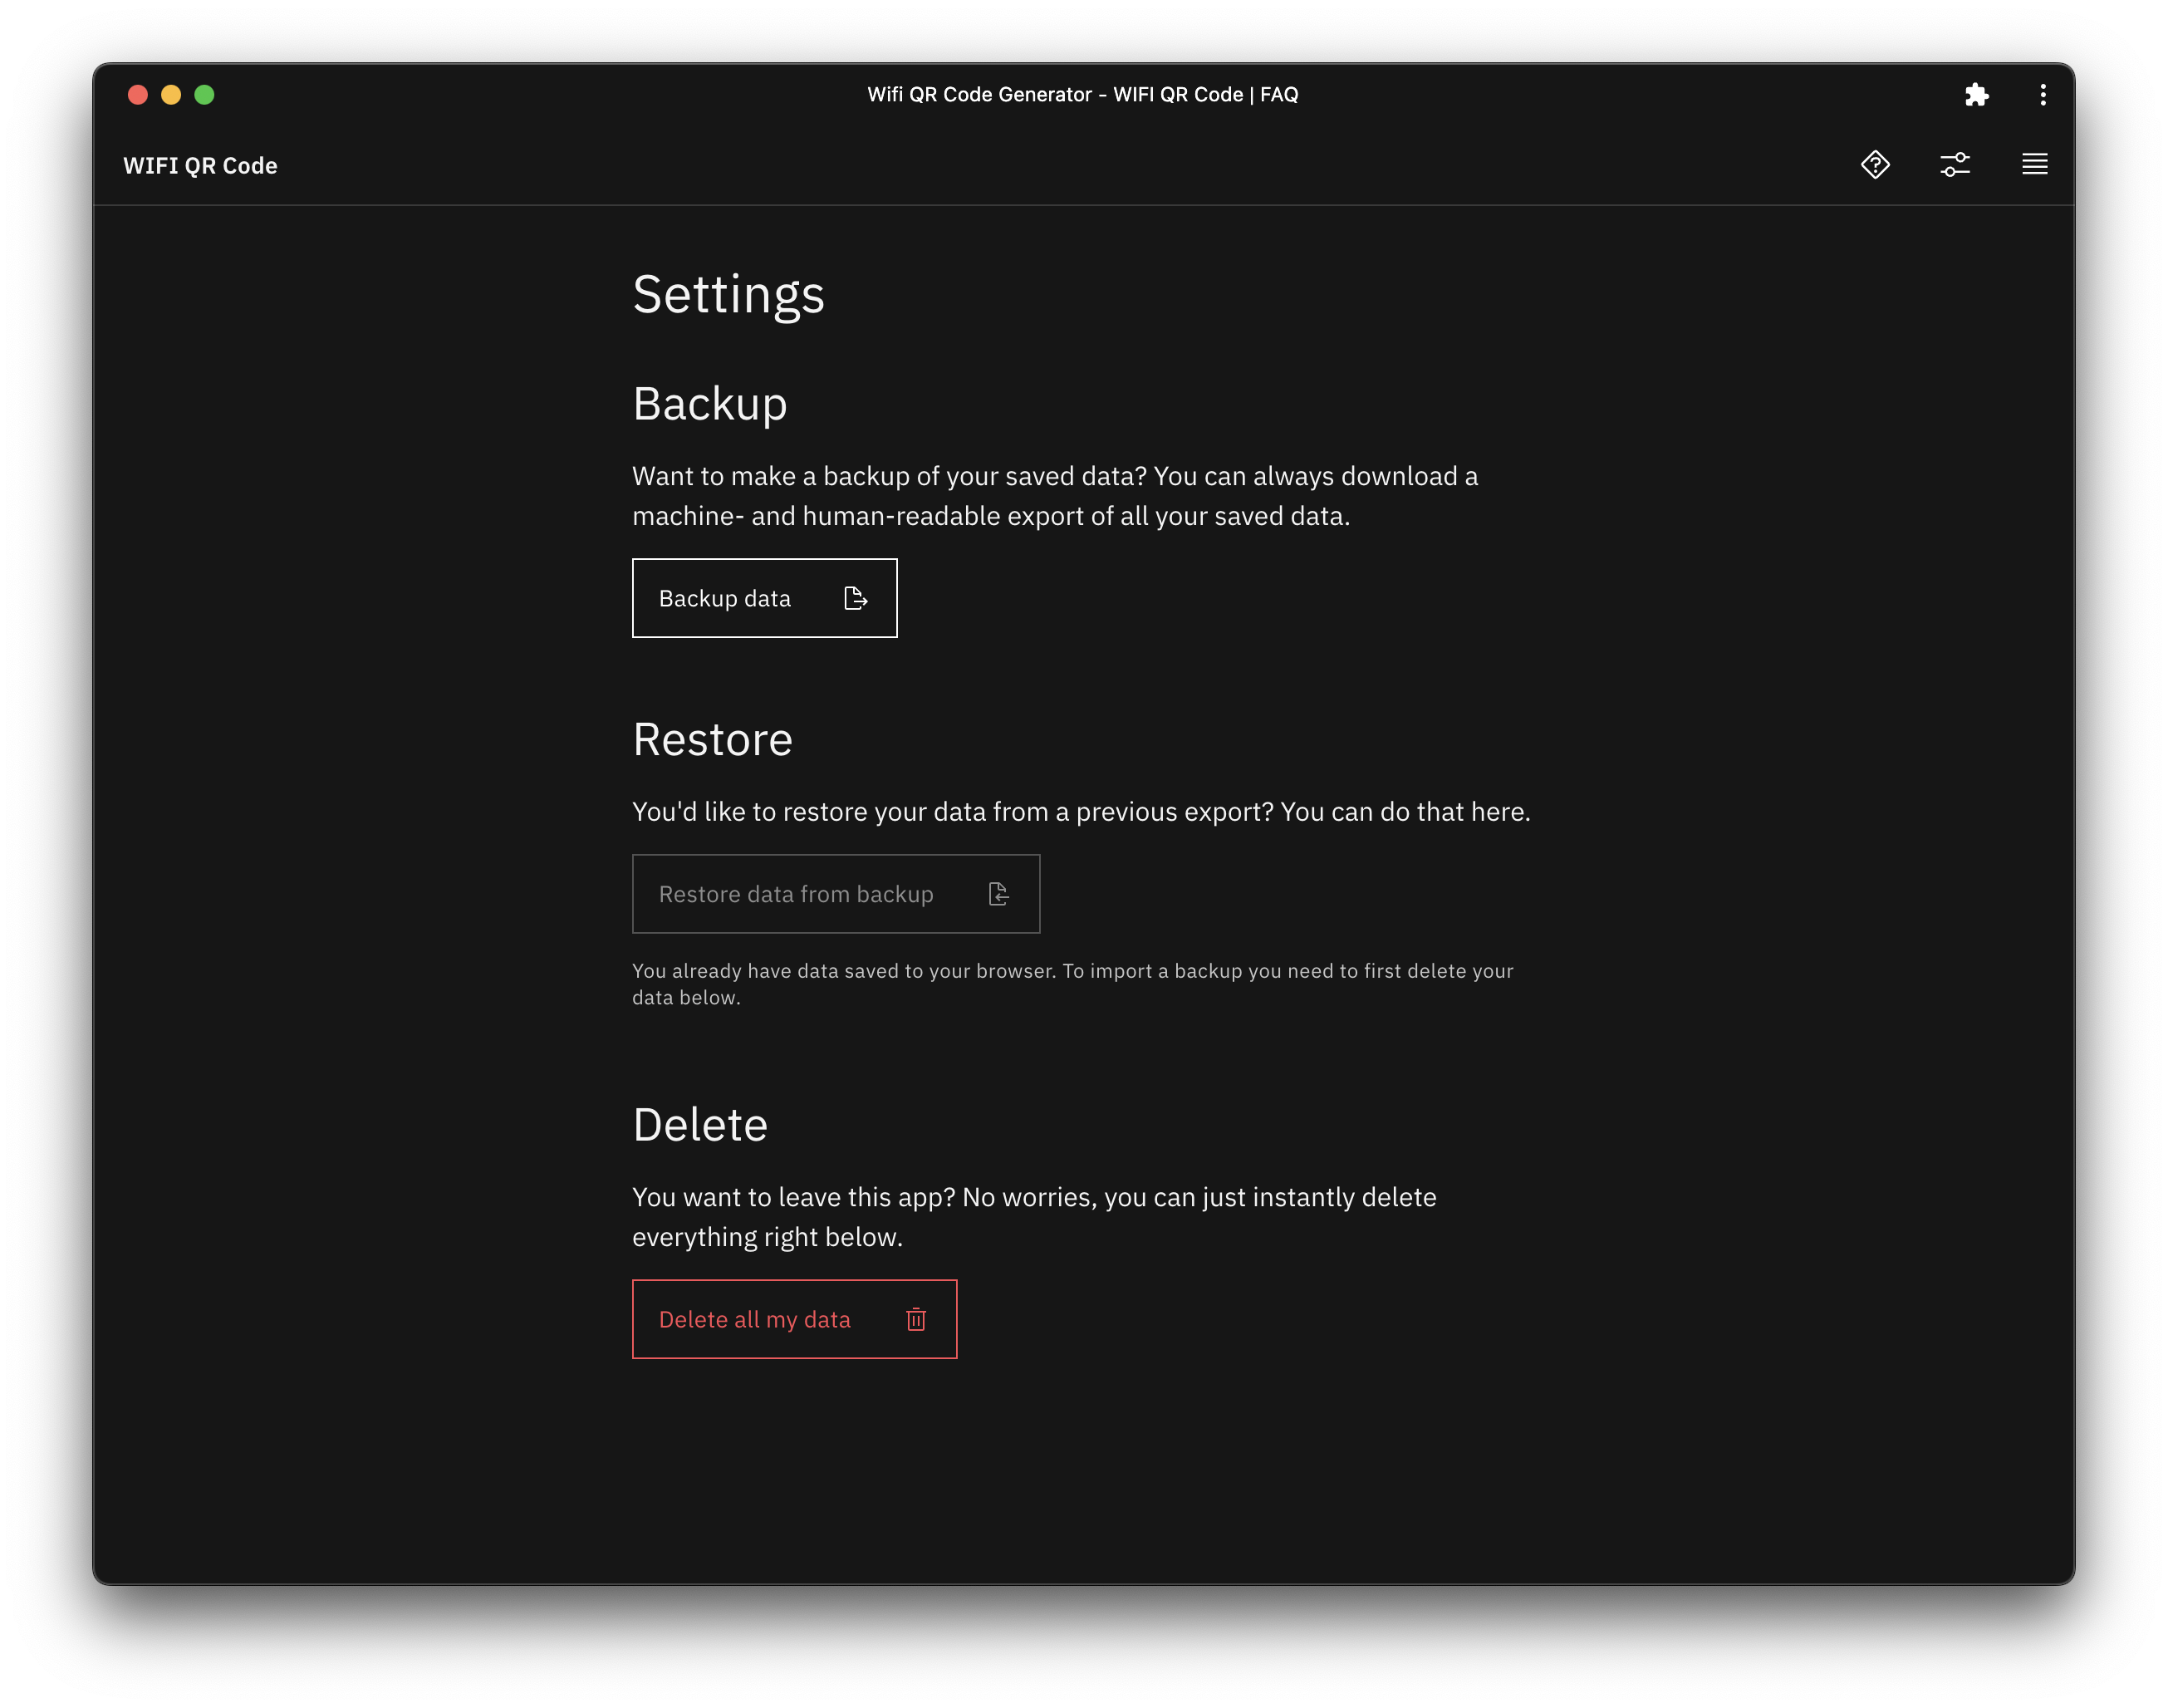 Wifi QR Code Generator - WIFI QR Code | FAQ
WIFI QR Code
Settings
Backup
Want to make a backup of your saved data? You can always download a
machine- and human-readable export of all your saved data.
Backup data
Restore
You'd like to restore your data from a previous export? You can do that here.
Restore data from backup
You already have data saved to your browser. To import a backup you need to first delete your
data below.
Delete
You want to leave this app? No worries, you can just instantly delete
everything right below.
Delete all my data